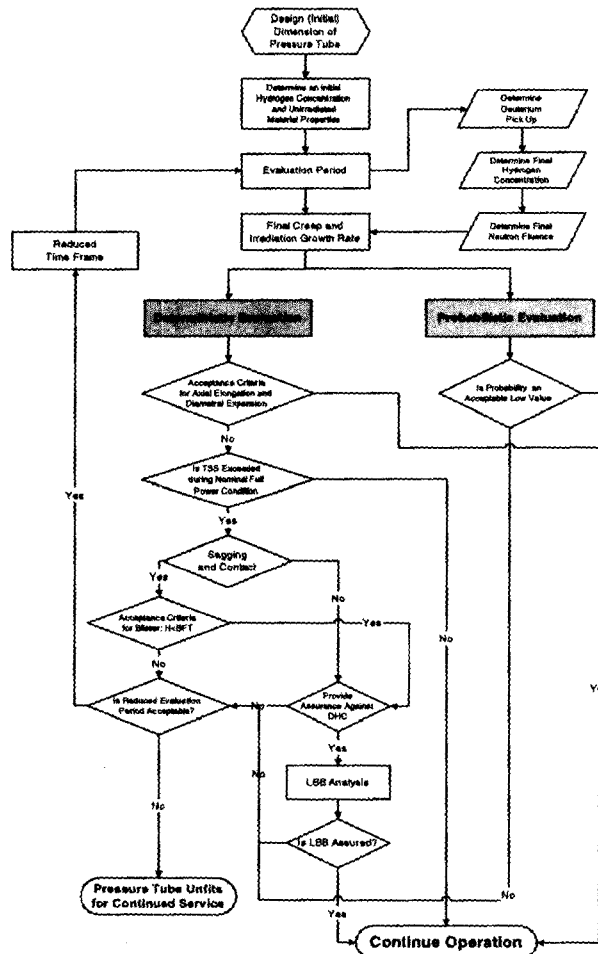 Design (Initial)
Dimension of
Pressure Tube
Determine an Initial
Hydrogen Concentration
and Unirradiated
Material Properties
Determine
Deuterium
Pick Up
Evaluation Period
Determine Final
Hydrogen
Concentration
Final Creep and
Irradiation Growth Rate
Determine Final
Neutron Fluence
Reduced
Time Frame
Evaluation
Probabilistic Evaluation
Acceptance Criteria
for Axial Elongation and
Diametral Expansion
Is Probability an
Acceptable Low Value
No
Is TSS Exceeded
during Nominal Full
Power Condition
Yes
Yes
Sagging
and Contact
Yes
No
Acceptance Criteria
for Blister: H<BFT
Yes
No
No
Is Reduced Evaluation
Period Acceptable?
No
Provide
Assurance Against
DHC
Yes
LBB Analysis
No
No
Is LBB Assured?
Pressure Tube Unfits
for Continued Service
No
Yes
Continue Operation